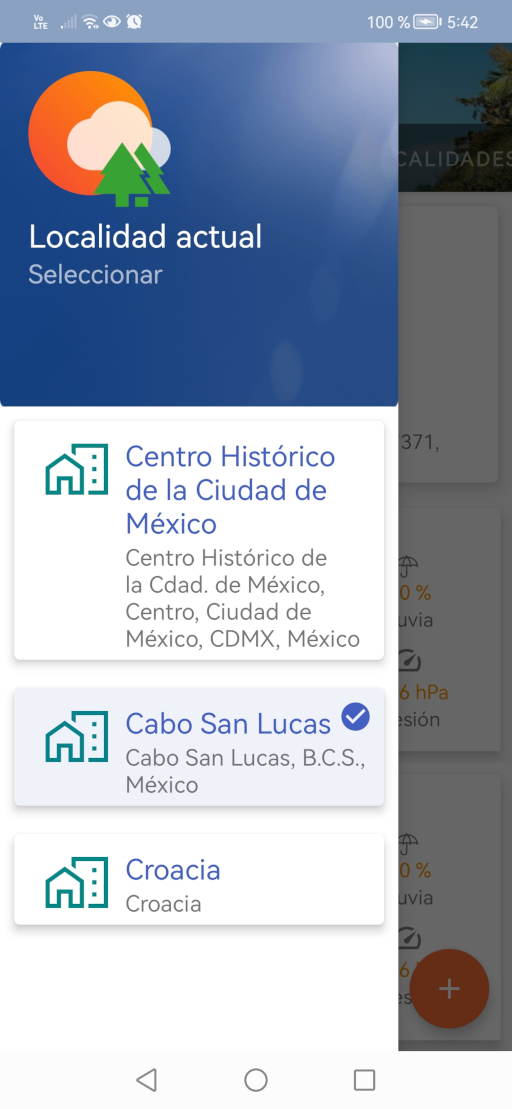 Vo
LTE
100 % 5:42
Localidad actual
Seleccionar
CALIDADES
371,
Centro Histórico
de la Ciudad de
México
Centro Histórico de
la Cdad. de México,
Centro, Ciudad de
México, CDMX, México
0 %
uvia
6 hPa
esión
Cabo San Lucas
Cabo San Lucas, B.C.S.,
México
Croacia
Croacia
0 %
uvia
6
es
+